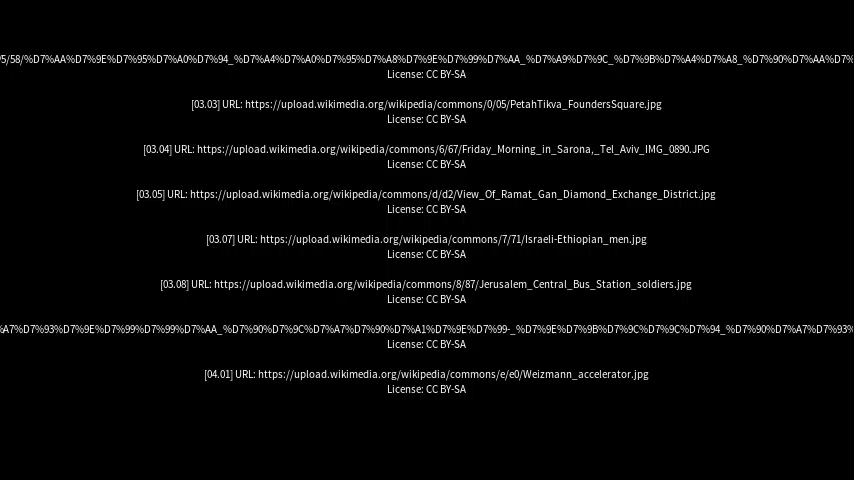 5/58/%D7%AA%D7%9E%D7%95%D7%A0%D7%94_%D7%A4%D7%A0%D7%95%D7%A8%D7%9E%D7%99%D7%AA_%D7%A9%D7%9C_%D7%9B%D7%A4%D7%A8_%D7%90%D7%AA%D7%
License: CC BY-SA
[03.03] URL: https://upload.wikimedia.org/wikipedia/commons/0/05/PetahTikva_FoundersSquare.jpg
License: CC BY-SA
[03.04] URL: https://upload.wikimedia.org/wikipedia/commons/6/67/Friday_Morning_in_Sarona,_Tel_Aviv_IMG_0890.JPG
License: CC BY-SA
[03.05] URL: https://upload.wikimedia.org/wikipedia/commons/d/d2/View_Of_Ramat_Gan_Diamond_Exchange_District.jpg
License: CC BY-SA
[03.07] URL: https://upload.wikimedia.org/wikipedia/commons/7/71/Israeli-Ethiopian_men.jpg
License: CC BY-SA
[03.08] URL: https://upload.wikimedia.org/wikipedia/commons/8/87/Jerusalem_Central_Bus_Station_soldiers.jpg
License: CC BY-SA
%A7%D7%93%D7%9E%D7%99%D7%99%D7%AA_%D7%90%D7%9C%D7%A7%D7%90%D7%A1%D7%9E%D7%99-_%D7%9E%D7%9B%D7%9C%D7%9C%D7%94_%D7%90%D7%A7%D7%93%
License: CC BY-SA
[04.01] URL: https://upload.wikimedia.org/wikipedia/commons/e/e0/Weizmann_accelerator.jpg
License: CC BY-SA